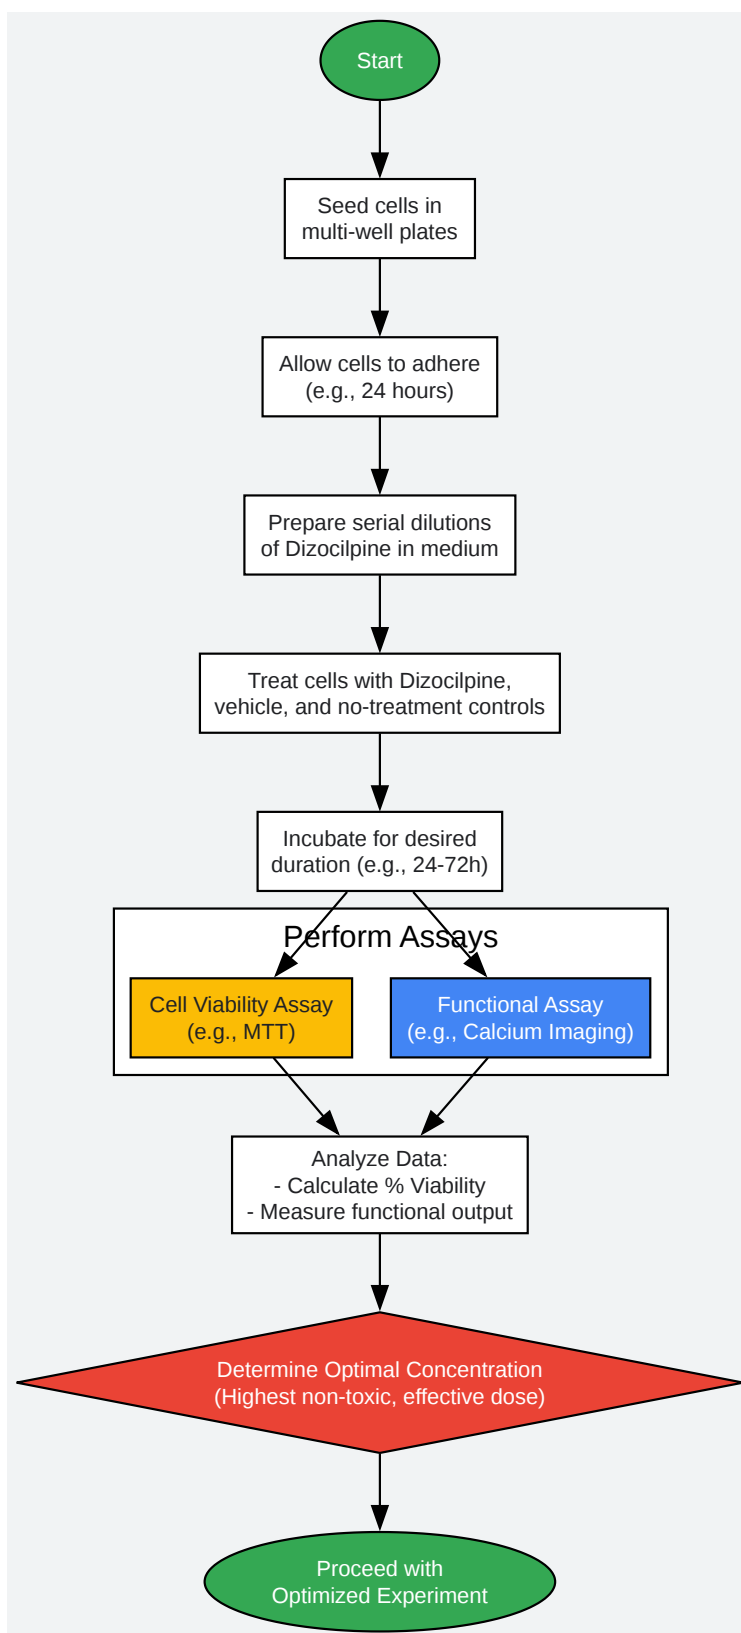 Start
Seed cells in
multi-well plates
Allow cells to adhere
(e.g., 24 hours)
Prepare serial dilutions
of Dizocilpine in medium
Treat cells with Dizocilpine,
vehicle, and no-treatment controls
Incubate for desired
duration (e.g., 24-72h)
Perform Assays
Cell Viability Assay
(e.g., MTT)
Functional Assay
(e.g., Calcium Imaging)
Analyze Data:
- Calculate % Viability
- Measure functional output
Determine Optimal Concentration
(Highest non-toxic, effective dose)
Proceed with
Optimized Experiment